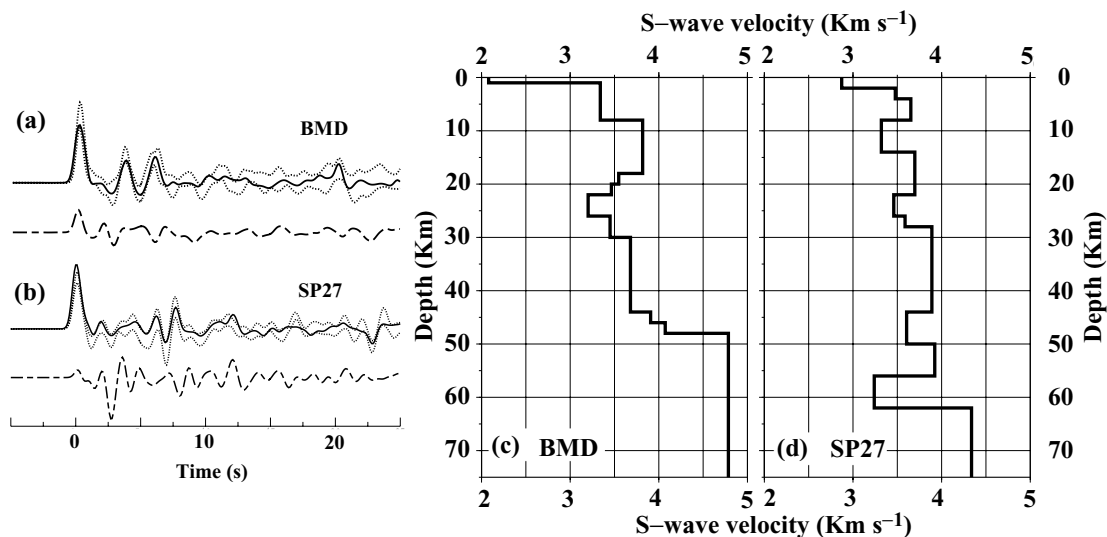 S–wave velocity (Km s–1)
2 3 4 5 2 3 4 5
(a)
BMD
(b)
SP27
0 10 20
Time (s)
0 0
10 10
20 20
30 30
40 40
50 50
60 60
70 70
Depth (Km)
Depth (Km)
(c) BMD
(d) SP27
2 3 4 5 2 3 4 5
S–wave velocity (Km s–1)